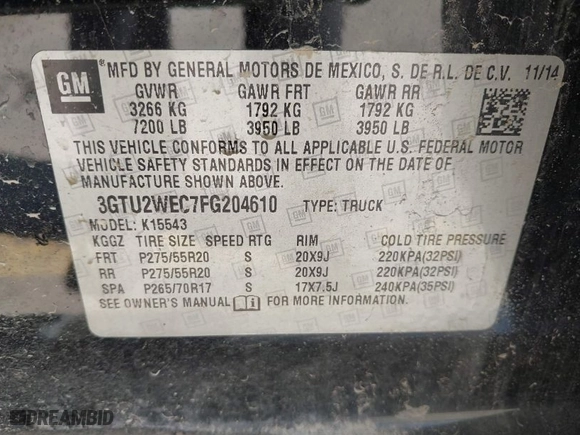 GM
MFD BY GENERAL MOTORS DE MEXICO, S. DE R.L. DE C.V. 11/14
GVWR GAWR FRT GAWR RR
3266 KG 1792 KG 1792 KG
7200 LB 3950 LB 3950 LB
THIS VEHICLE CONFORMS TO ALL APPLICABLE U.S. FEDERAL MOTOR
VEHICLE SAFETY STANDARDS IN EFFECT ON THE DATE OF
MANUFACTURE SHOWN ABOVE.
3GTU2WEC7FG204610 TYPE: TRUCK
MODEL: K15543
KGGZ TIRE SIZE SPEED RTG RIM COLD TIRE PRESSURE
FRT P275/55R20 S 20X9J 220KPA(32PSI)
RR P275/55R20 S 20X9J 220KPA(32PSI)
SPA P265/70R17 S 17X7.5J 240KPA(35PSI)
SEE OWNER'S MANUAL FOR MORE INFORMATION.
DREAMBID